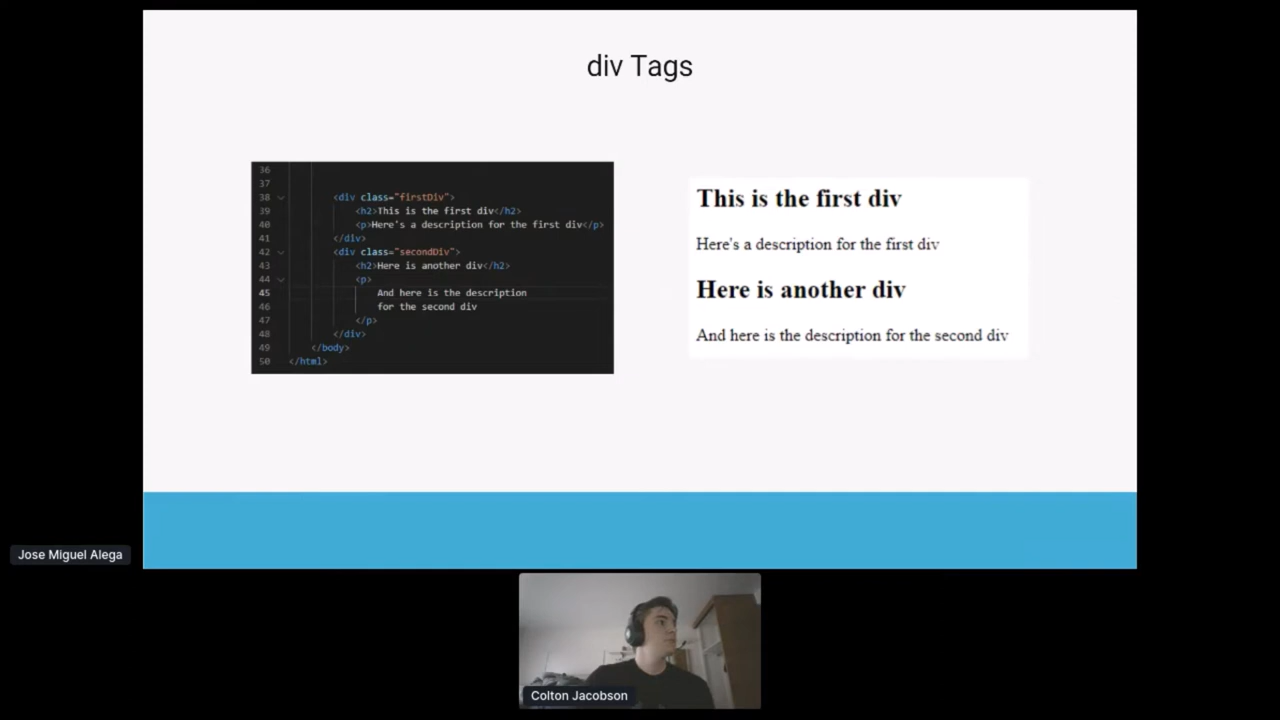 div Tags
36
37
38 <div class="firstDiv">
39 <h2>This is the first div</h2>
40 <p>Here's a description for the first div</p>
41 </div>
42 <div class="secondDiv">
43 <h2>Here is another div</h2>
44 <p>
45 And here is the description
46 for the second div
47 </p>
48 </div>
49 </body>
50 </html>
This is the first div
Here's a description for the first div
Here is another div
And here is the description for the second div
Jose Miguel Alega
Colton Jacobson